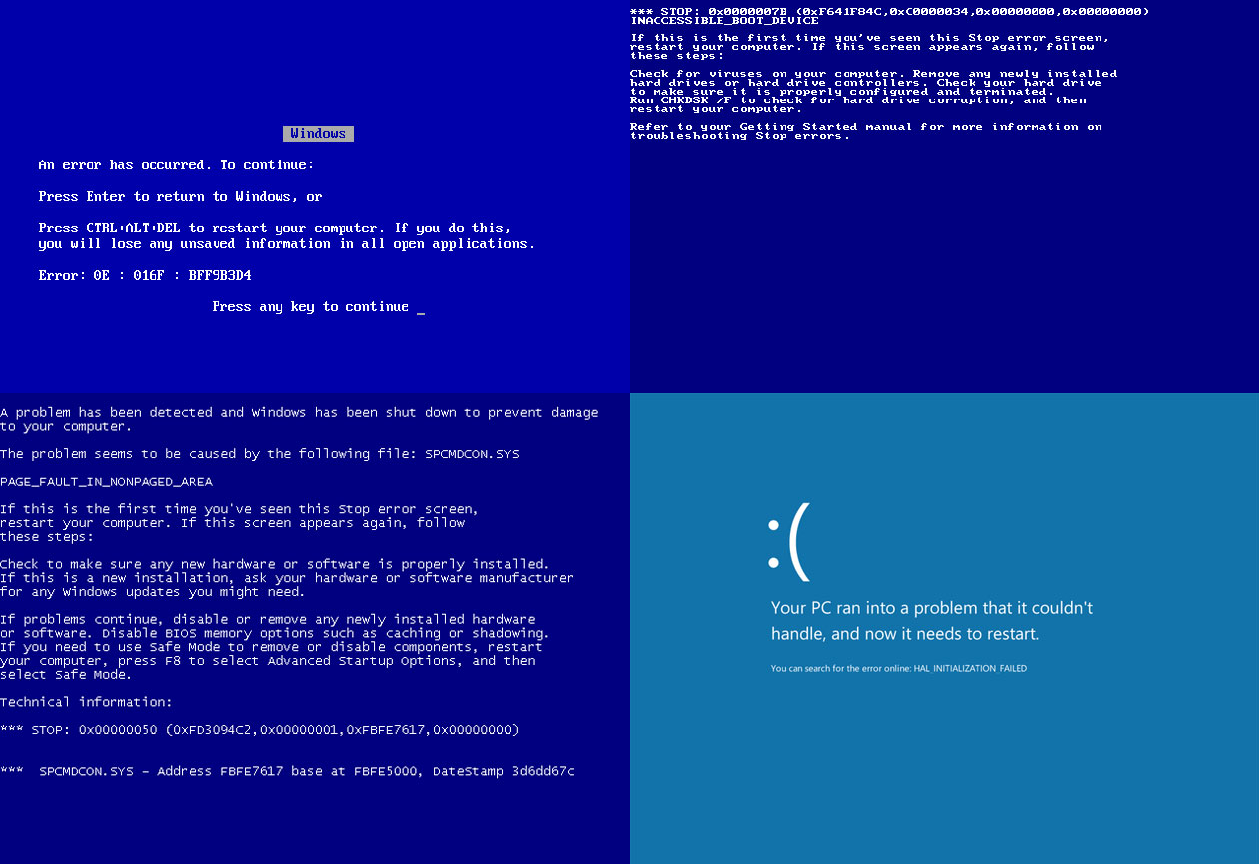 Windows
An error has occurred. To continue:
Press Enter to return to Windows, or
Press CTRL+ALT+DEL to restart your computer. If you do this,
you will lose any unsaved information in all open applications.
Error: 0E : 016F : BFF9B3D4
Press any key to continue _
*** STOP: 0x0000007B (0xF641F84C,0xC0000034,0x00000000,0x00000000)
INACCESSIBLE_BOOT_DEVICE
If this is the first time you've seen this Stop error screen,
restart your computer. If this screen appears again, follow
these steps:
Check for viruses on your computer. Remove any newly installed
hard drives or hard drive controllers. Check your hard drive
to make sure it is properly configured and terminated.
Run CHKDSK /F to check for hard drive corruption, and then
restart your computer.
Refer to your Getting Started manual for more information on
troubleshooting Stop errors.
A problem has been detected and Windows has been shut down to prevent damage
to your computer.
The problem seems to be caused by the following file: SPCMDCON.SYS
PAGE_FAULT_IN_NONPAGED_AREA
If this is the first time you've seen this Stop error screen,
restart your computer. If this screen appears again, follow
these steps:
Check to make sure any new hardware or software is properly installed.
If this is a new installation, ask your hardware or software manufacturer
for any Windows updates you might need.
If problems continue, disable or remove any newly installed hardware
or software. Disable BIOS memory options such as caching or shadowing.
If you need to use Safe Mode to remove or disable components, restart
your computer, press F8 to select Advanced Startup Options, and then
select Safe Mode.
Technical information:
*** STOP: 0x00000050 (0xFD3094C2,0x00000001,0xFBFE7617,0x00000000)
*** SPCMDCON.SYS - Address FBFE7617 base at FBFE5000, DateStamp 3d6dd67c
:(
Your PC ran into a problem that it couldn't
handle, and now it needs to restart.
You can search for the error online: HAL_INITIALIZATION_FAILED